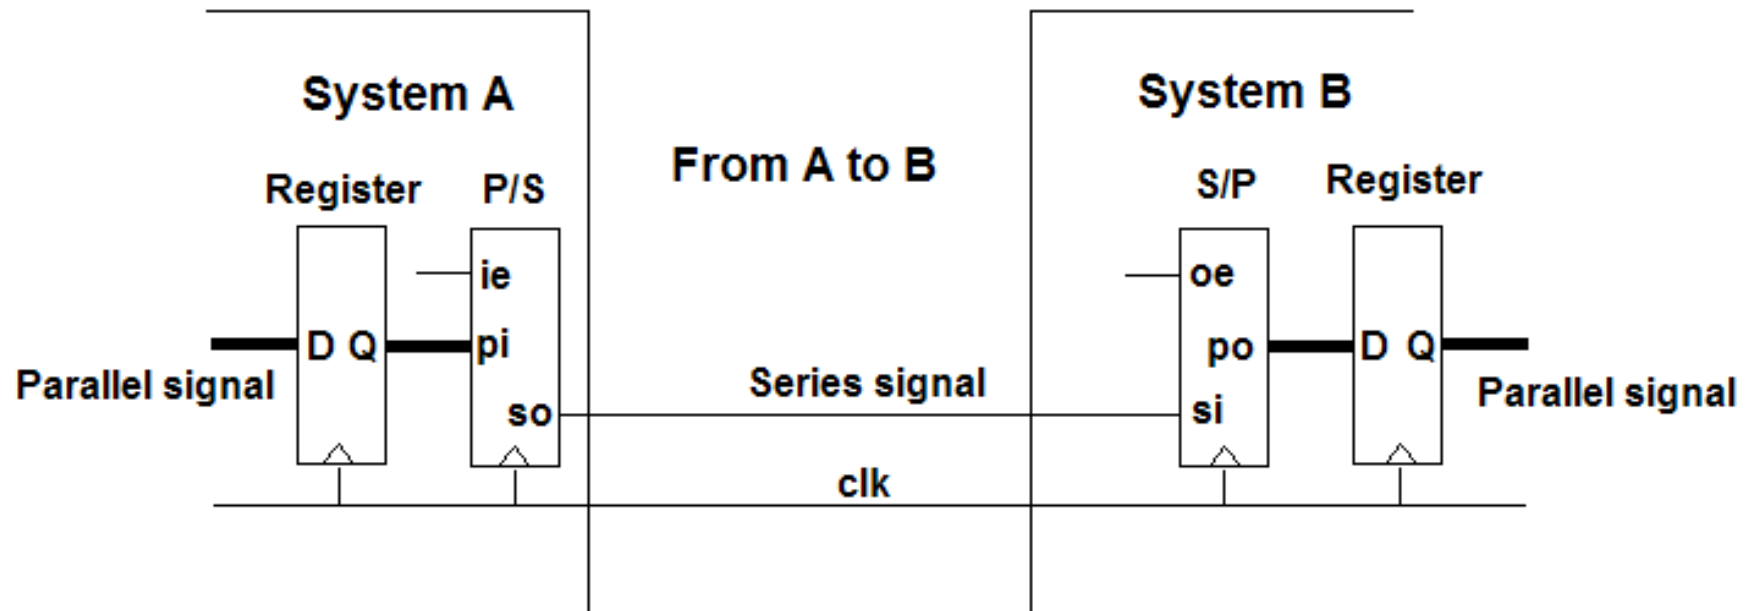 System A
System B
From A to B
Register
P/S
S/P
Register
ie
oe
D Q
pi
po
D Q
Parallel signal
so
Series signal
si
Parallel signal
clk